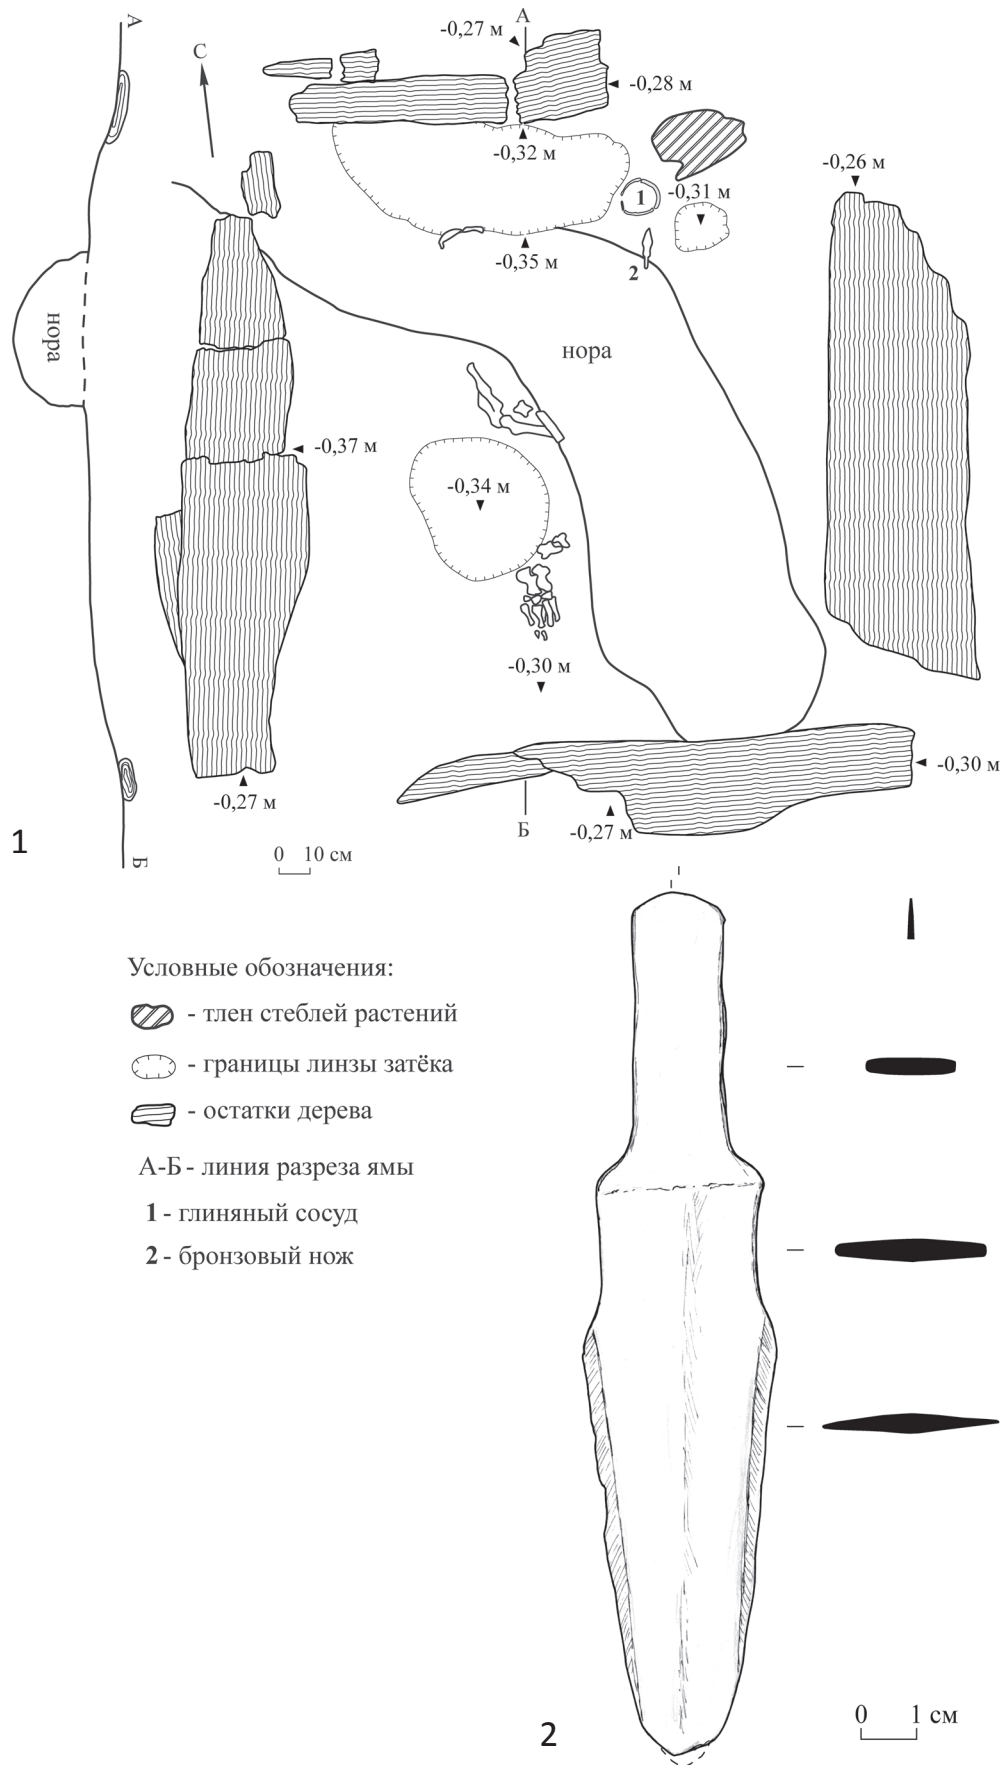 А
С
А
-0,27 м
-0,28 м
-0,32 м
-0,26 м
-0,31 м
1
-0,35 м
2
нора
нора
-0,37 м
-0,34 м
-0,30 м
-0,30 м
-0,27 м
Б
-0,27 м
1
Б
0 10 см
Условные обозначения:
- тлен стеблей растений
- границы линзы затёка
- остатки дерева
А-Б - линия разреза ямы
1 - глиняный сосуд
2 - бронзовый нож
2
0 1 см